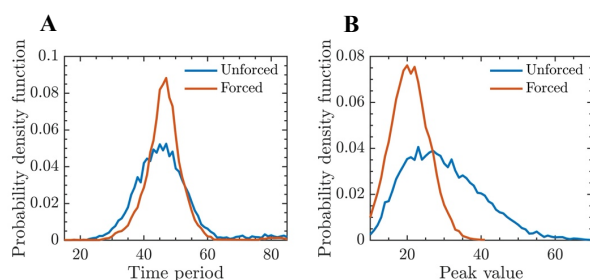 A
Probability density function
0.1
0.08
0.06
0.04
0.02
0
20
40
60
80
Time period
Unforced
Forced
B
Probability density function
0.08
0.06
0.04
0.02
0
20
40
60
Peak value
Unforced
Forced